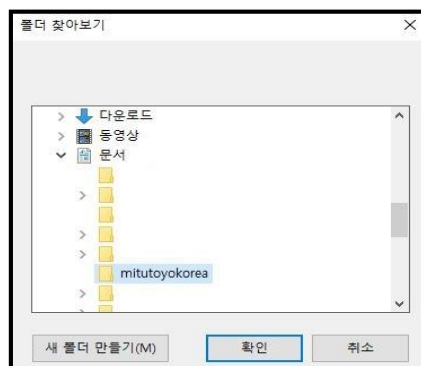 폴더 찾아보기
다운로드
동영상
문서
mitutoyokorea
새 폴더 만들기(M) 확인 취소